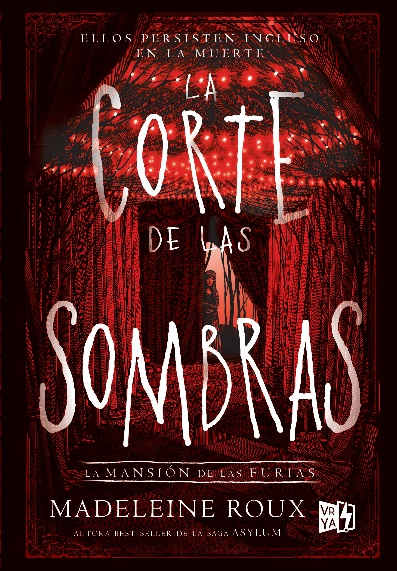 ELLOS PERSISTEN INCLUSO
EN LA MUERTE
LA
CORTE
DE LAS
SOMBRAS
LA MANSIÓN DE LAS FURIAS
MADELEINE ROUX
VR
YA
AUTORA BEST SELLER DE LA SAGA ASYLUM